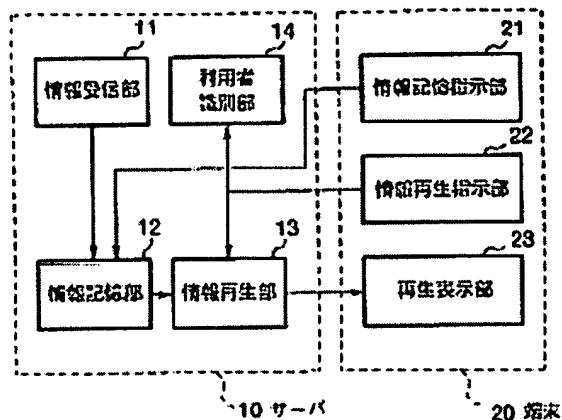 11
情報受信部
14
利用者
識別部
21
情報記憶指示部
22
情報再生指示部
12
情報記憶部
13
情報再生部
23
再生表示部
10 サーバ
20 端末